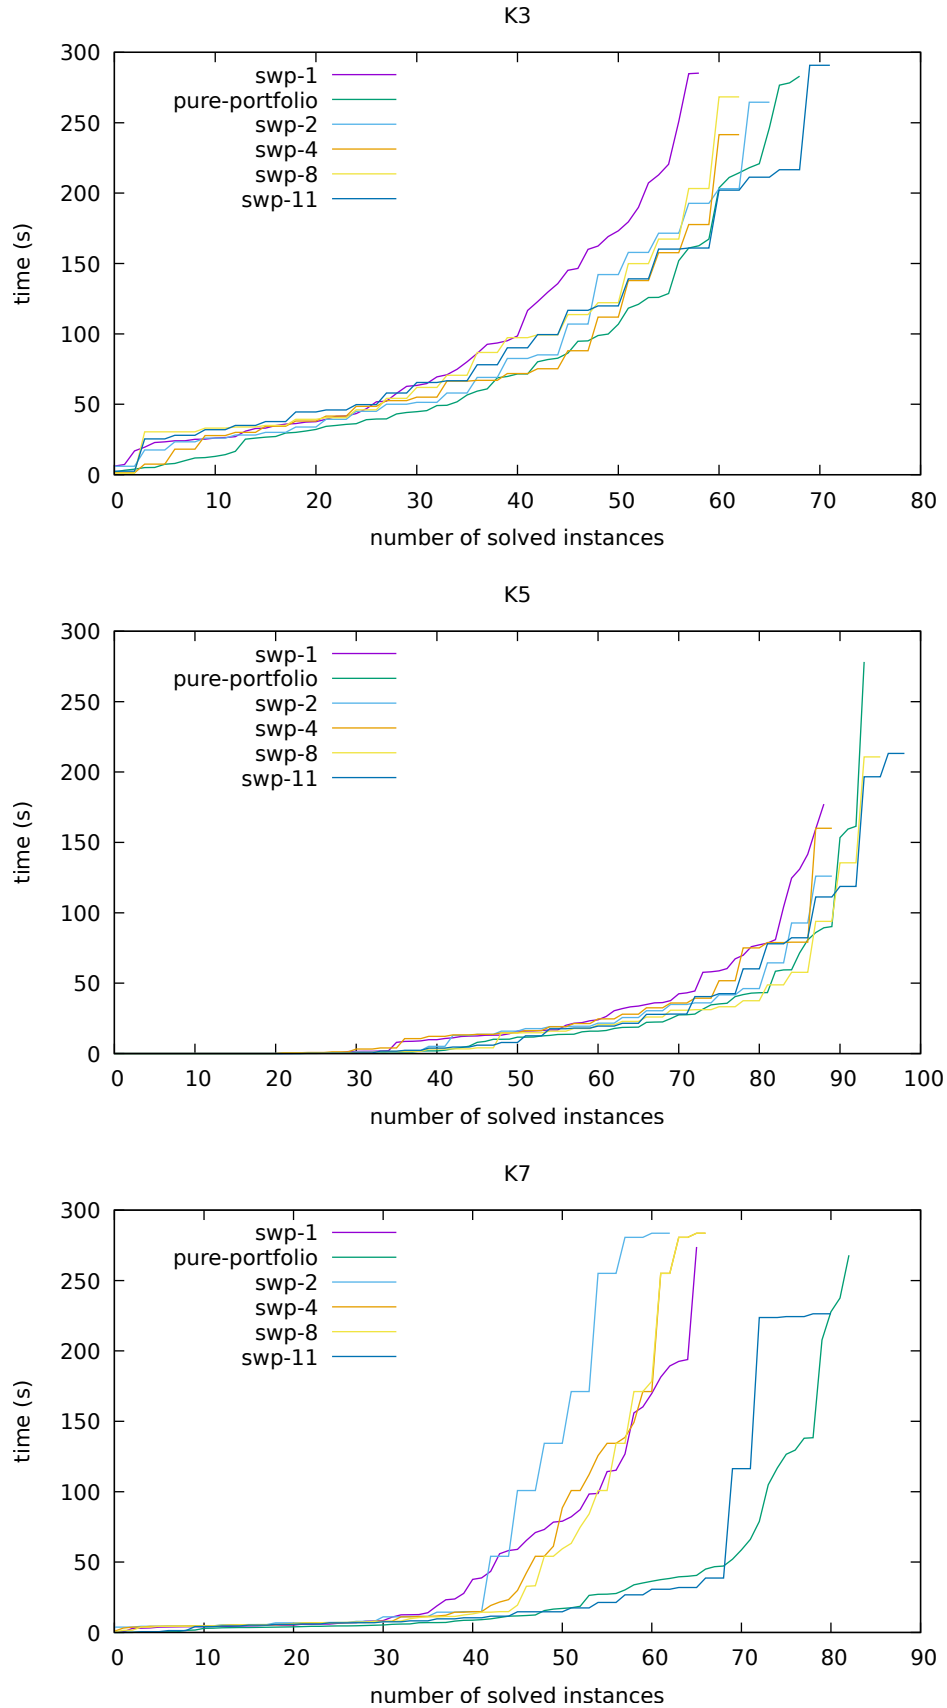 K3
300
250
200
150
100
50
0
time (s)
swp-1
pure-portfolio
swp-2
swp-4
swp-8
swp-11
0 10 20 30 40 50 60 70 80
number of solved instances
K5
300
250
200
150
100
50
0
time (s)
swp-1
pure-portfolio
swp-2
swp-4
swp-8
swp-11
0 10 20 30 40 50 60 70 80 90 100
number of solved instances
K7
300
250
200
150
100
50
0
time (s)
swp-1
pure-portfolio
swp-2
swp-4
swp-8
swp-11
0 10 20 30 40 50 60 70 80 90
number of solved instances